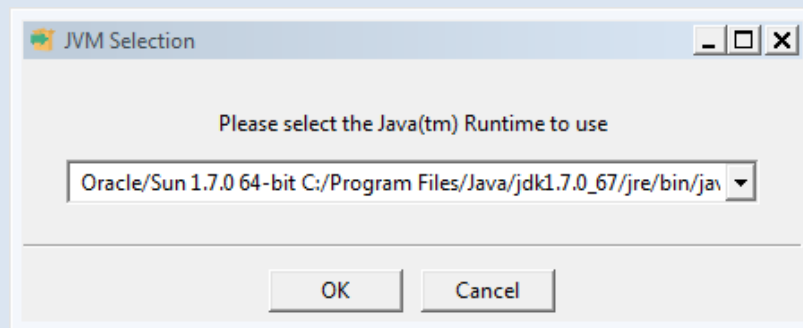 JVM Selection
Please select the Java(tm) Runtime to use
Oracle/Sun 1.7.0 64-bit C:/Program Files/Java/jdk1.7.0_67/jre/bin/jav
OK Cancel